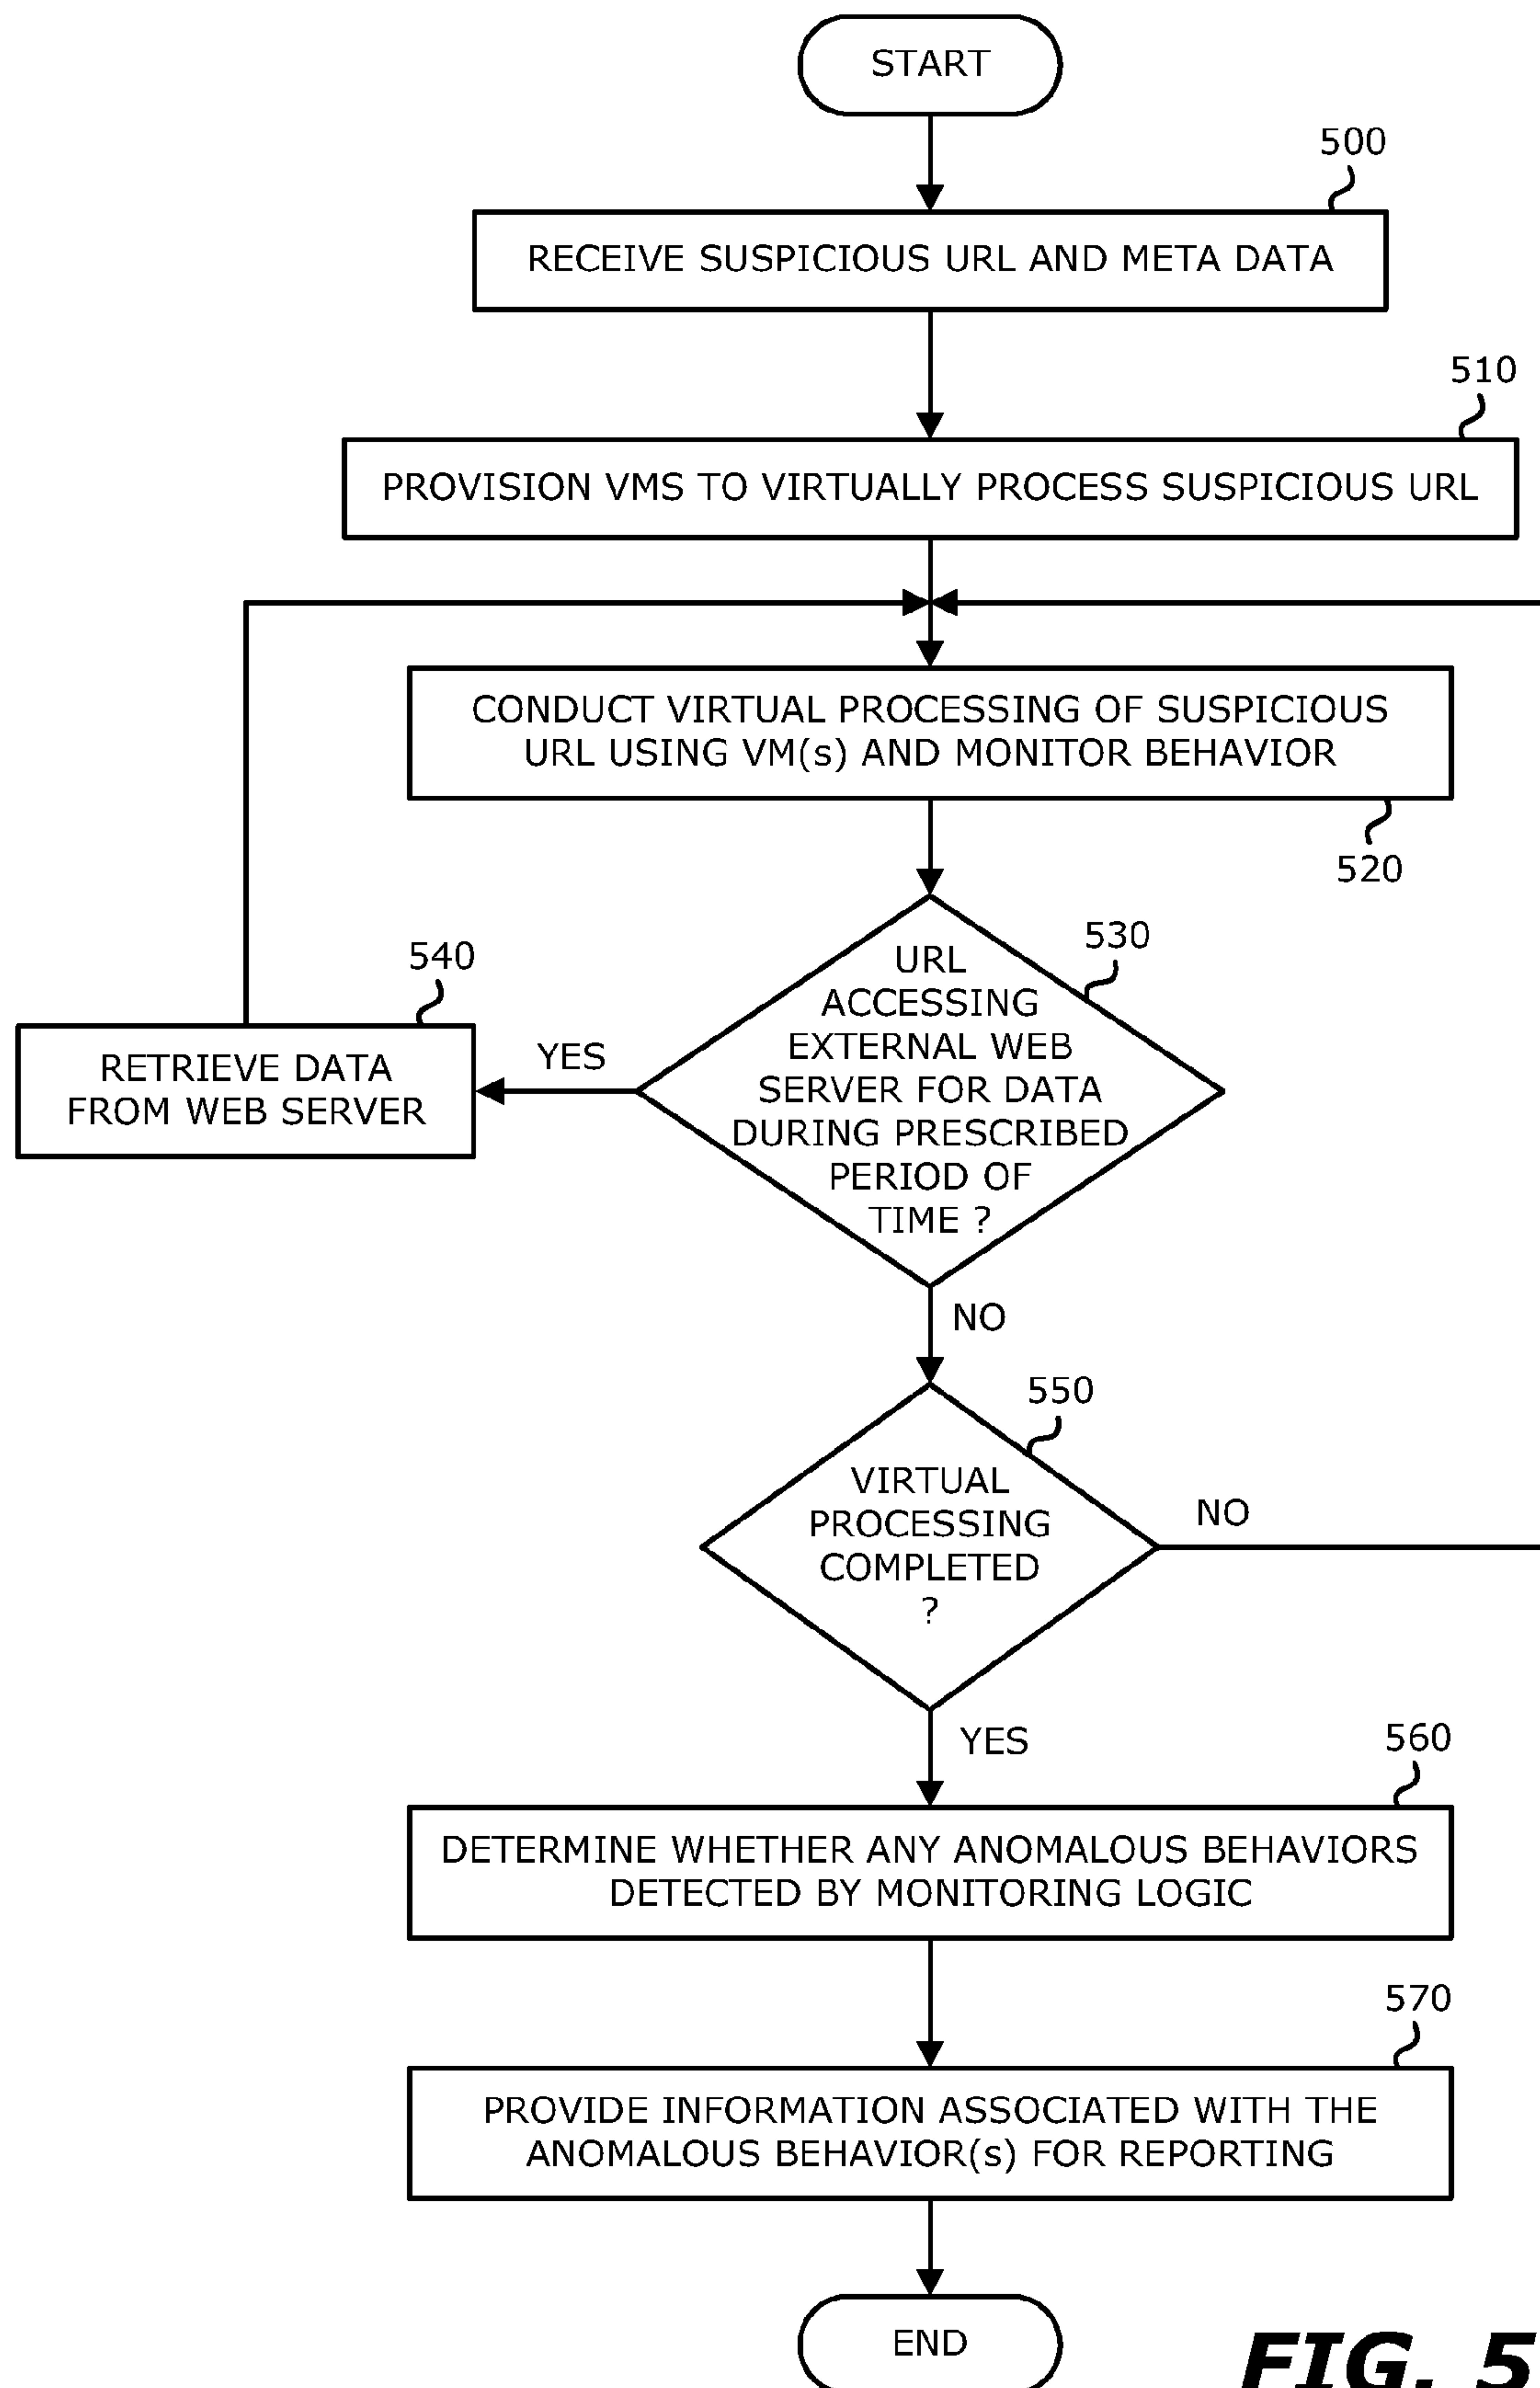 START
500
RECEIVE SUSPICIOUS URL AND META DATA
510
PROVISION VMS TO VIRTUALLY PROCESS SUSPICIOUS URL
CONDUCT VIRTUAL PROCESSING OF SUSPICIOUS
URL USING VM(s) AND MONITOR BEHAVIOR
520
530
URL
ACCESSING
EXTERNAL WEB
SERVER FOR DATA
DURING PRESCRIBED
PERIOD OF
TIME ?
YES
540
RETRIEVE DATA
FROM WEB SERVER
NO
550
VIRTUAL
PROCESSING
COMPLETED
?
NO
YES
560
DETERMINE WHETHER ANY ANOMALOUS BEHAVIORS
DETECTED BY MONITORING LOGIC
570
PROVIDE INFORMATION ASSOCIATED WITH THE
ANOMALOUS BEHAVIOR(s) FOR REPORTING
END
FIG. 5